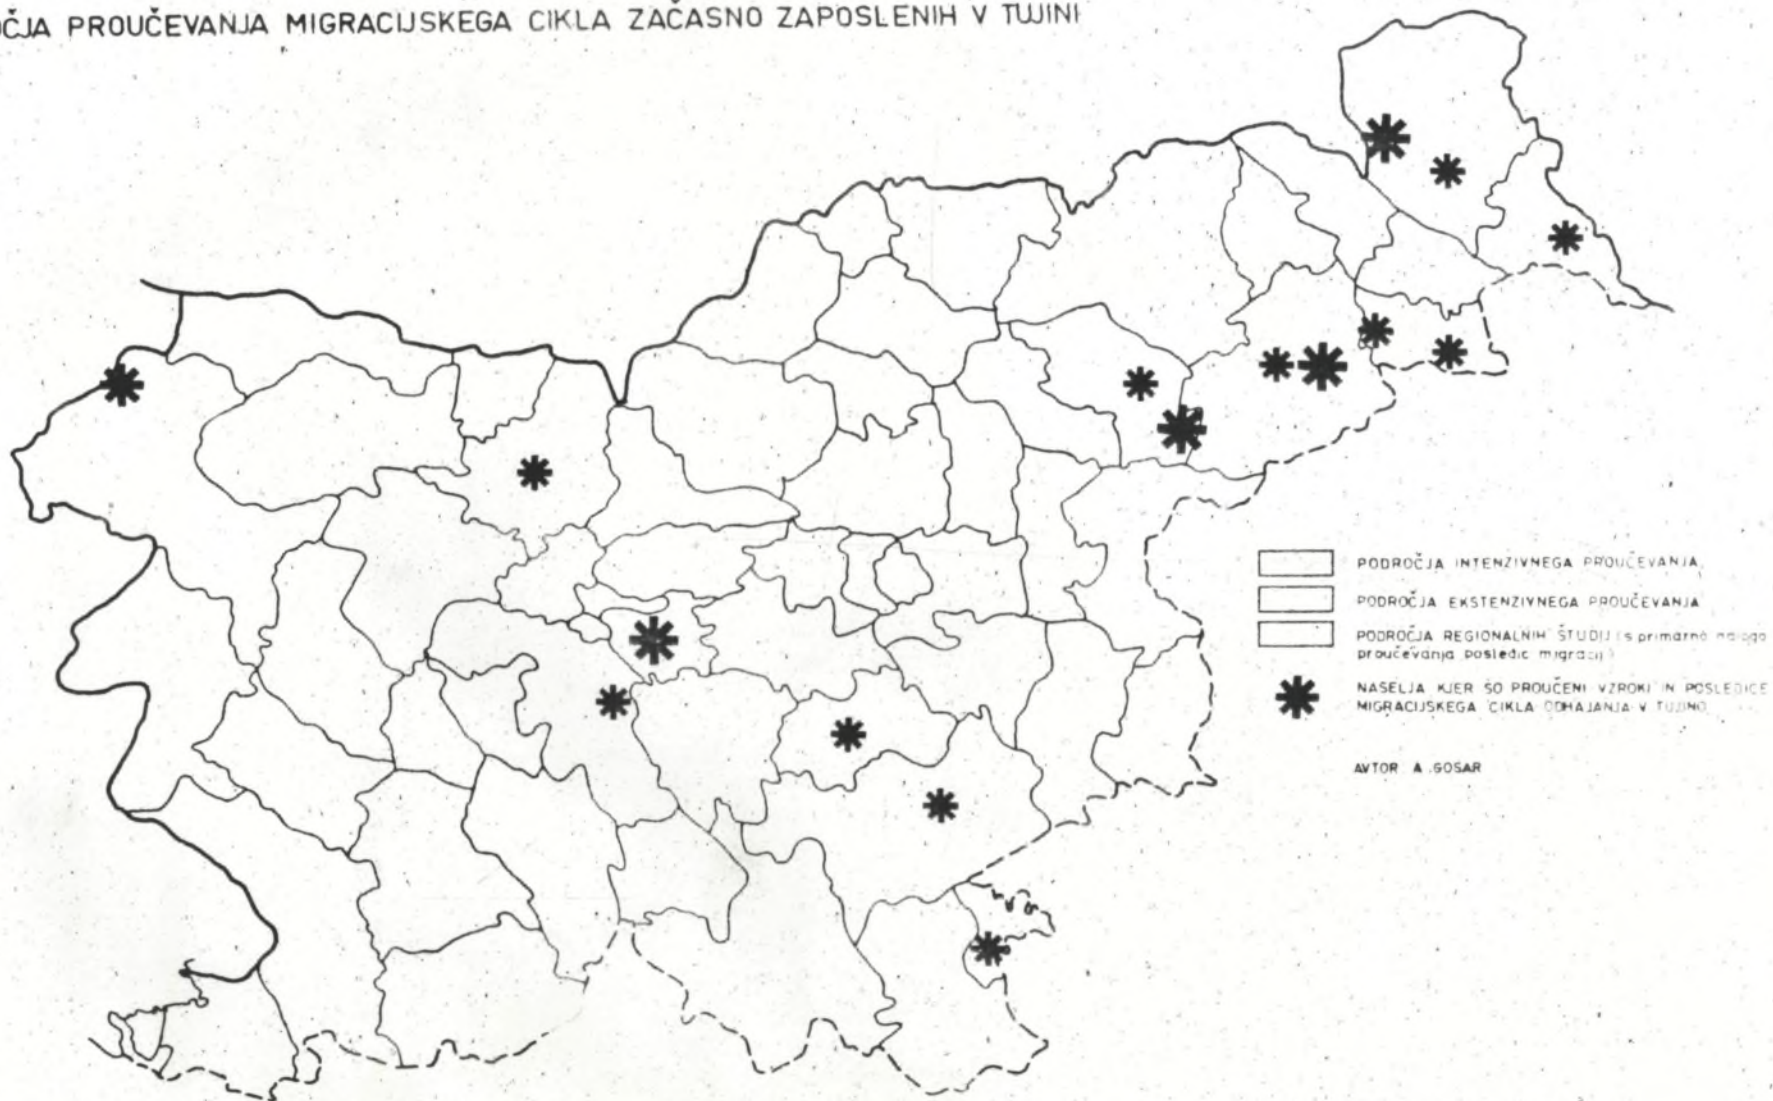 OČJA PROUČEVANJA MIGRACIJSKEGA CIKLA ZAČASNO ZAPOSLENIH V TUJINI
PODROČJA INTENZIVNEGA PROUČEVANJA
PODROČJA EKSTENZIVNEGA PROUČEVANJA
PODROČJA REGIONALNIH ŠTUDIJ (s primarno nalogo
proučevanja posledic migracij)
NASELJA KJER SO PROUČENI VZROKI IN POSLEDICE
MIGRACIJSKEGA CIKLA ODHAJANJA V TUJINO
AVTOR A. GOSAR